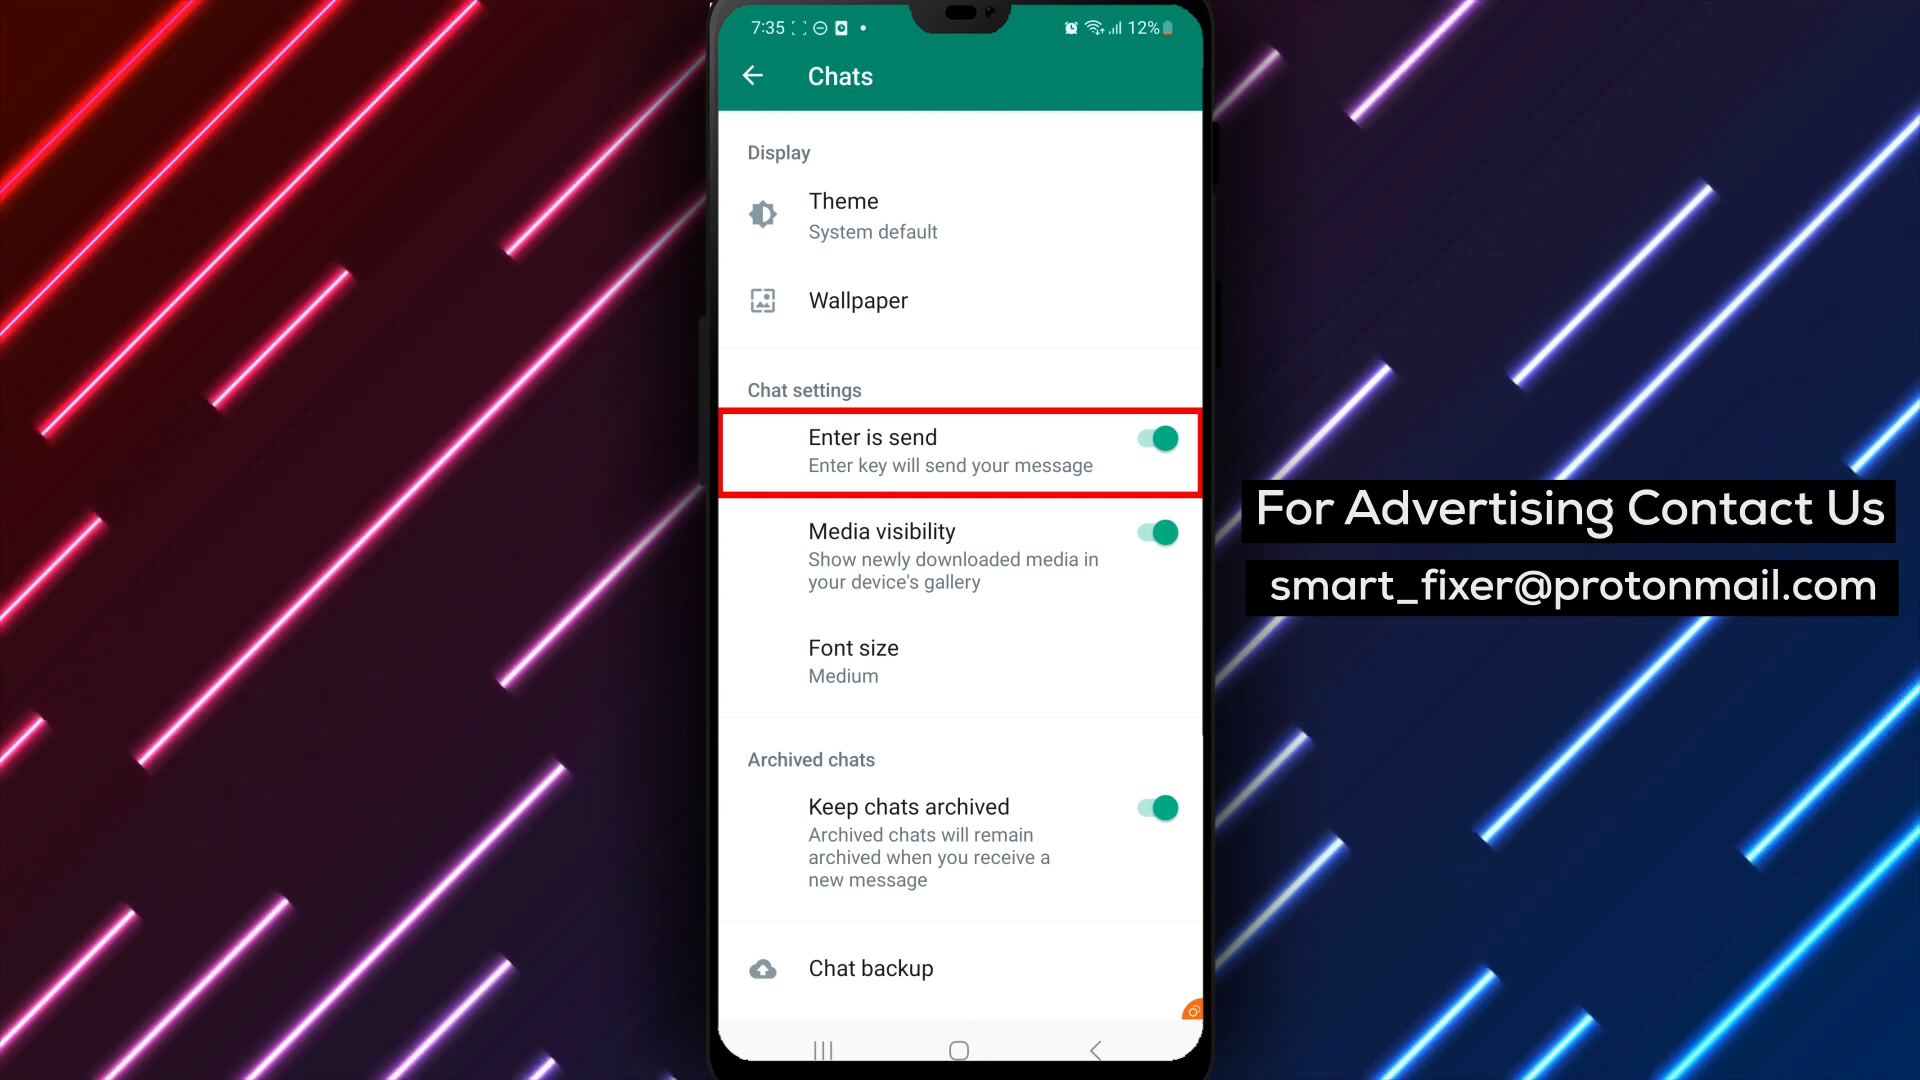 7:35
12%
Chats
Display
Theme
System default
Wallpaper
Chat settings
Enter is send
Enter key will send your message
Media visibility
Show newly downloaded media in
your device's gallery
Font size
Medium
Archived chats
Keep chats archived
Archived chats will remain
archived when you receive a
new message
Chat backup
For Advertising Contact Us
smart_fixer@protonmail.com